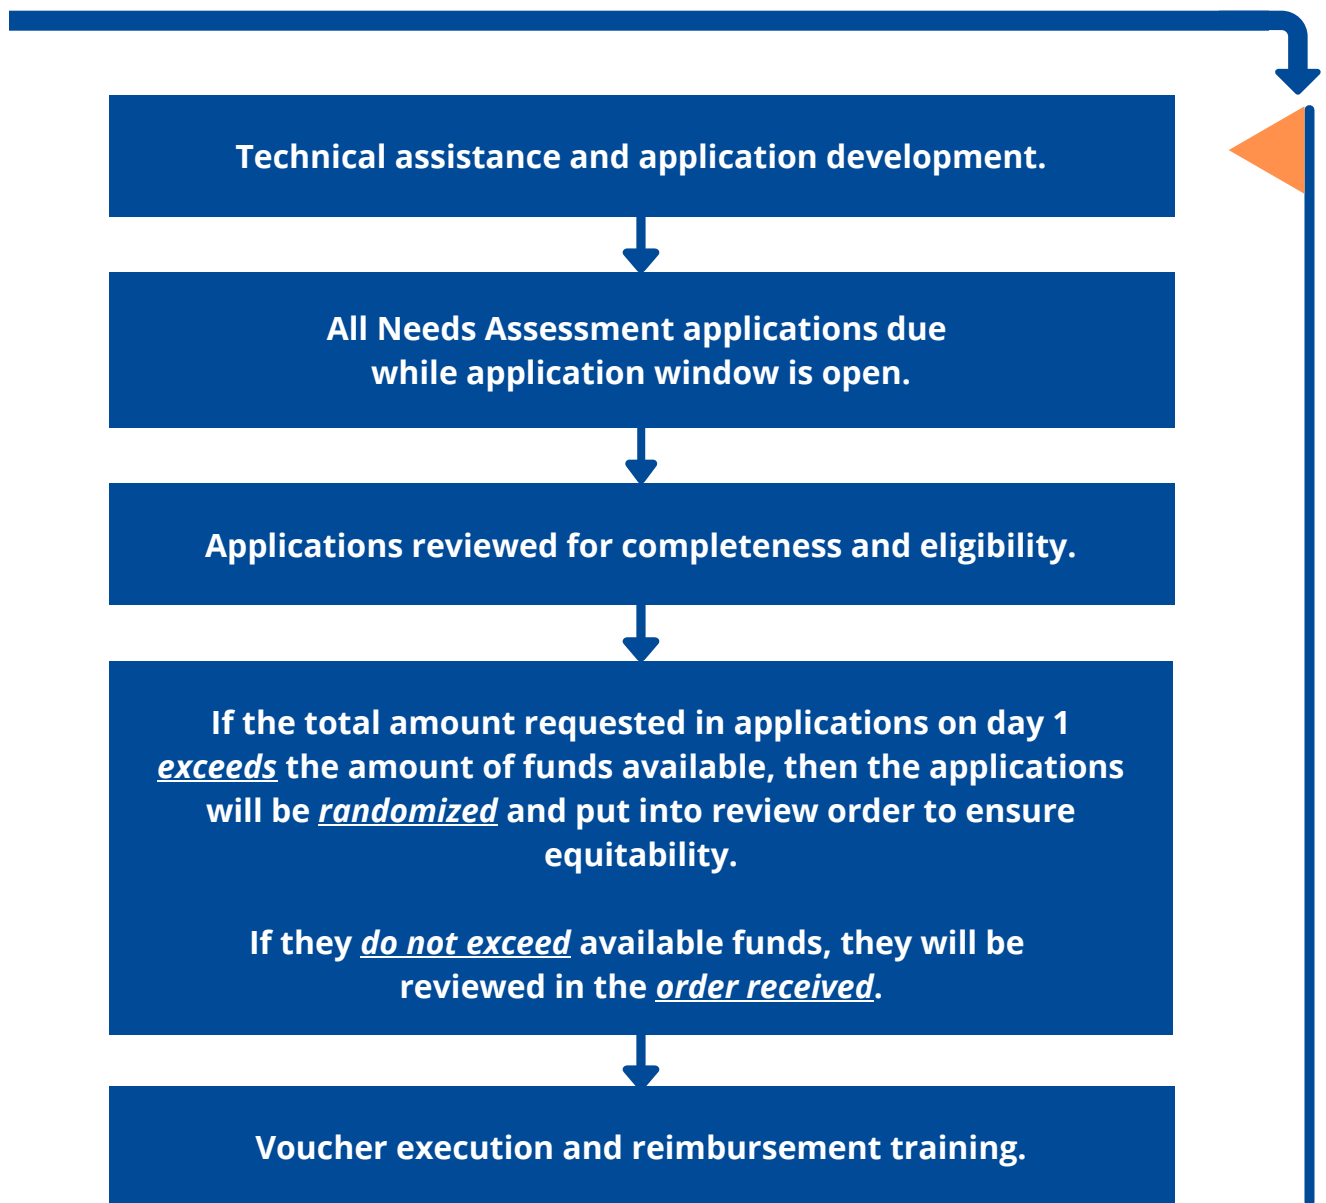 Technical assistance and application development.
All Needs Assessment applications due
while application window is open.
Applications reviewed for completeness and eligibility.
If the total amount requested in applications on day 1
exceeds the amount of funds available, then the applications
will be randomized and put into review order to ensure
equitability.
If they do not exceed available funds, they will be
reviewed in the order received.
Voucher execution and reimbursement training.